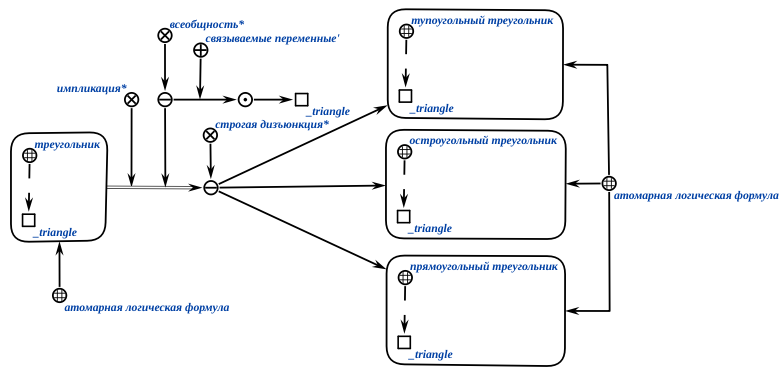 всеобщность*
связываемые переменные'
импликация*
_triangle
строгая дизъюнкция*
треугольник
_triangle
атомарная логическая формула
тупоугольный треугольник
_triangle
остроугольный треугольник
_triangle
прямоугольный треугольник
_triangle
атомарная логическая формула